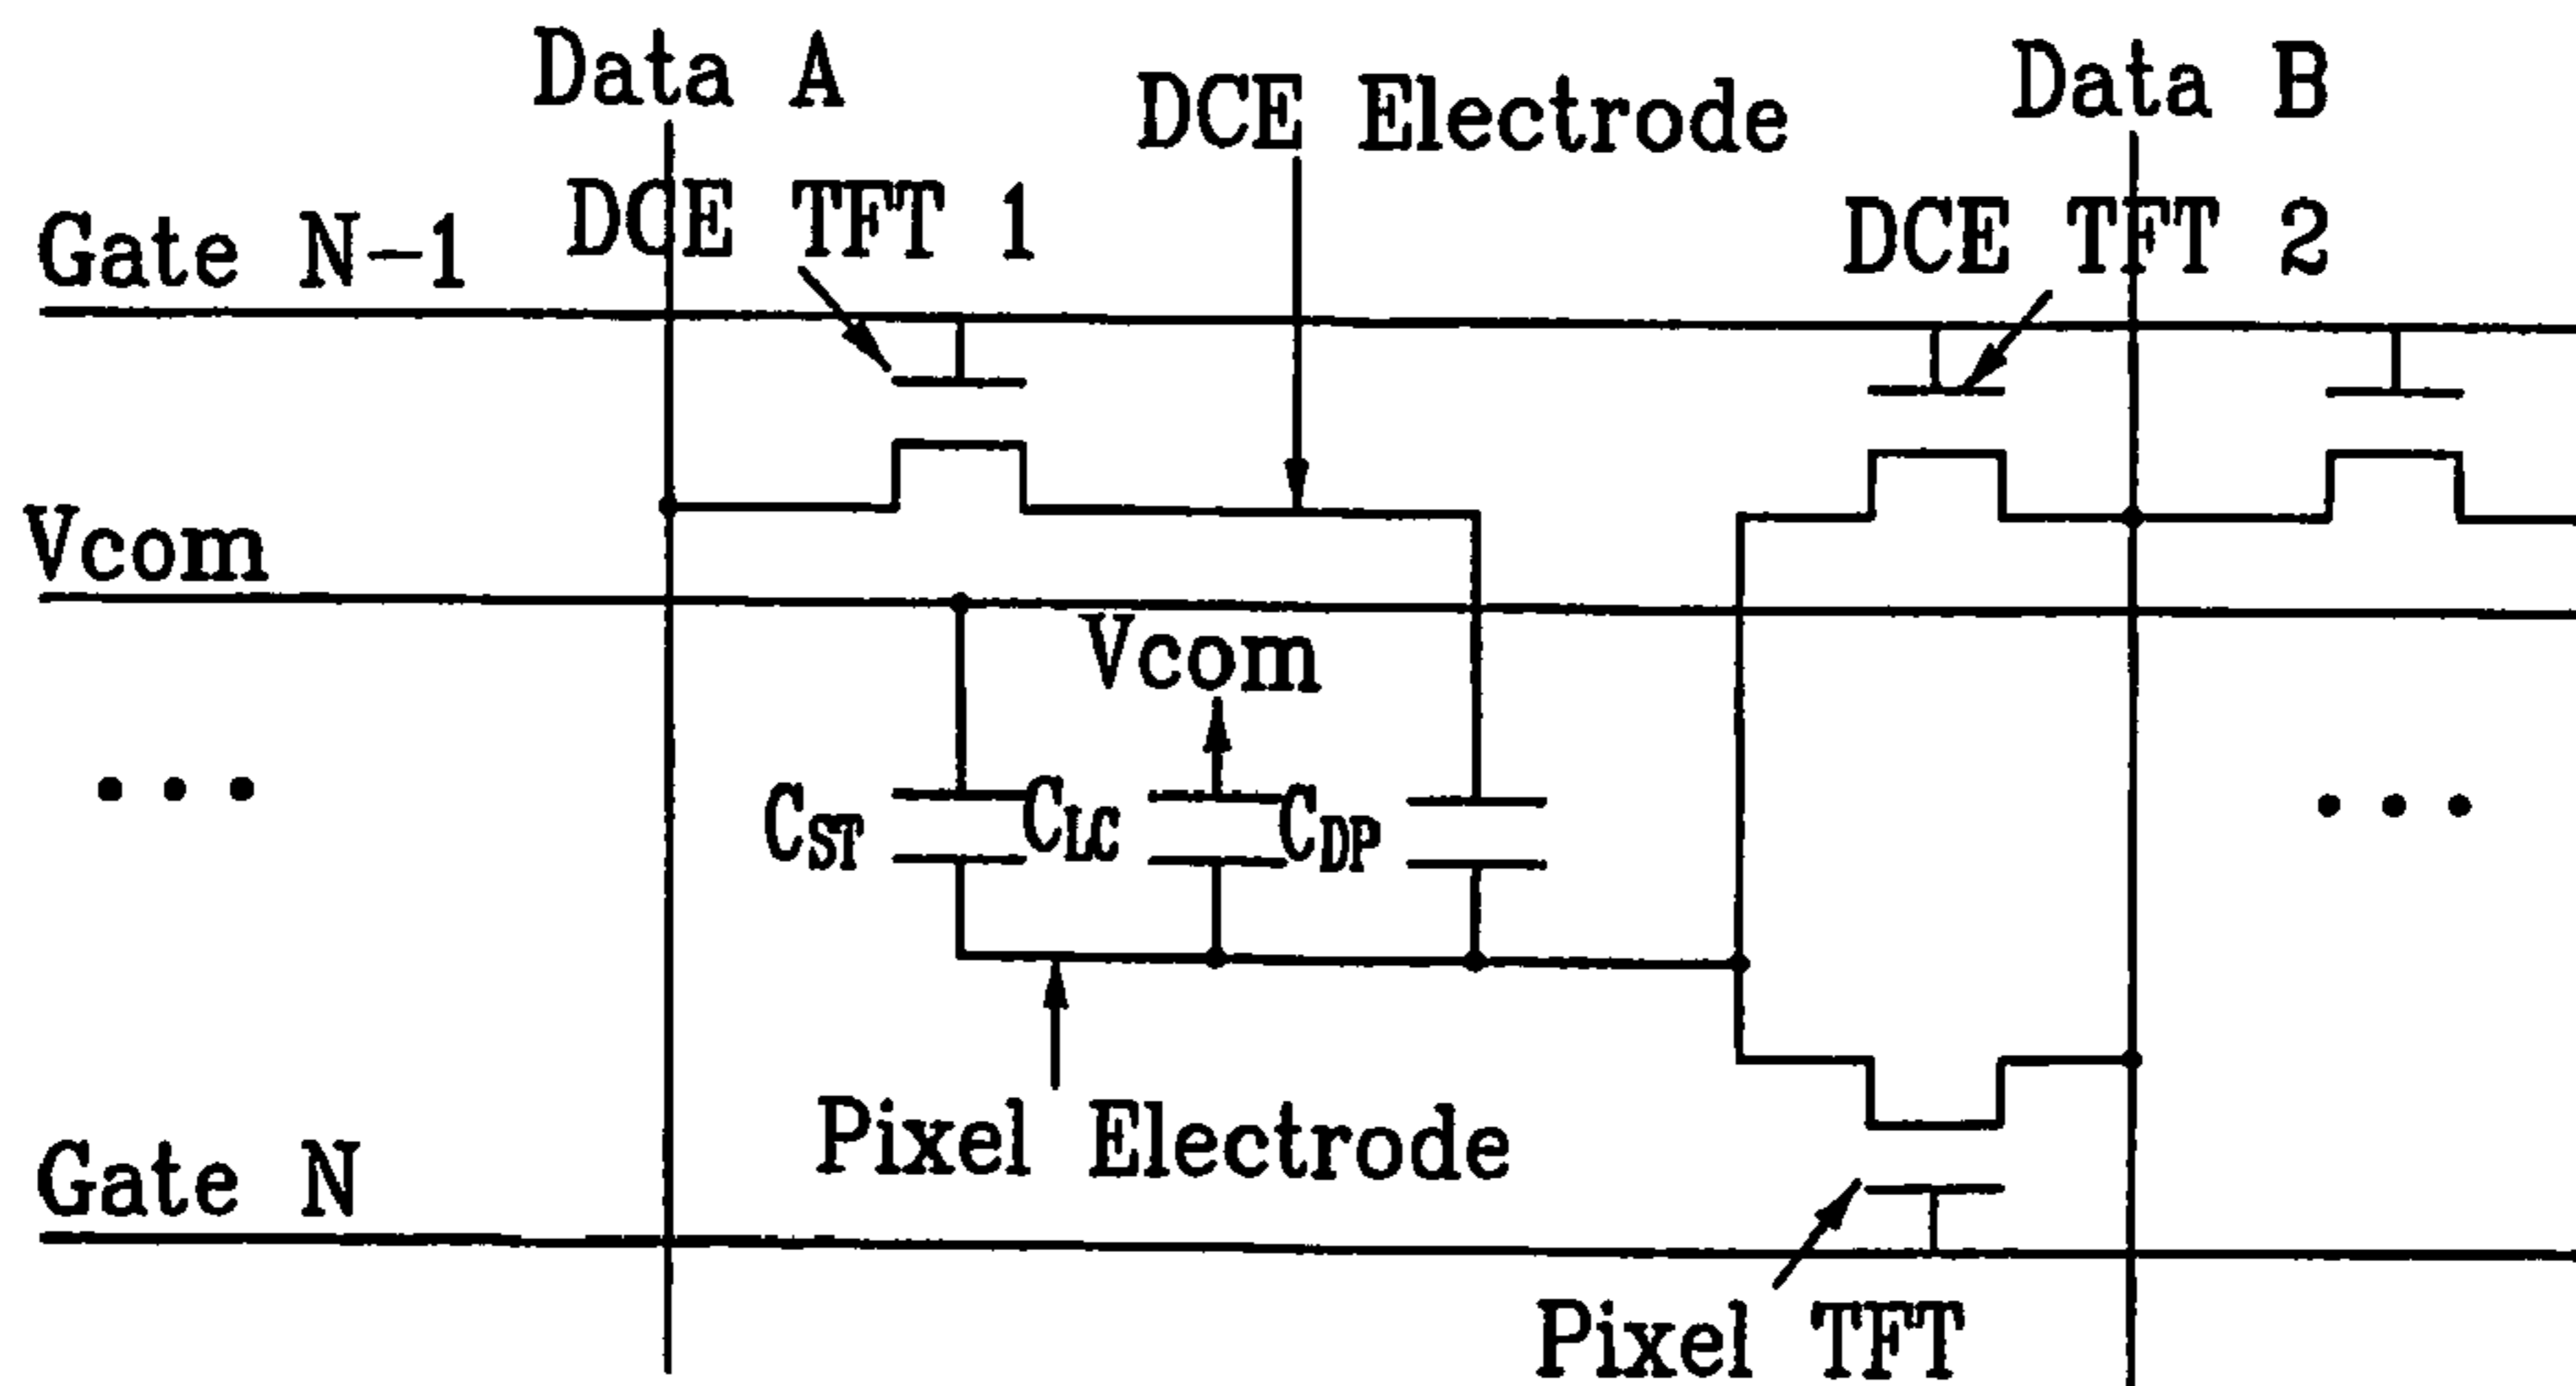 Data A
DCE Electrode
Data B
DCE TFT 1
DCE TFT 2
Gate N-1
Vcom
Vcom
CST
CLC
CDP
Pixel Electrode
Gate N
Pixel TFT